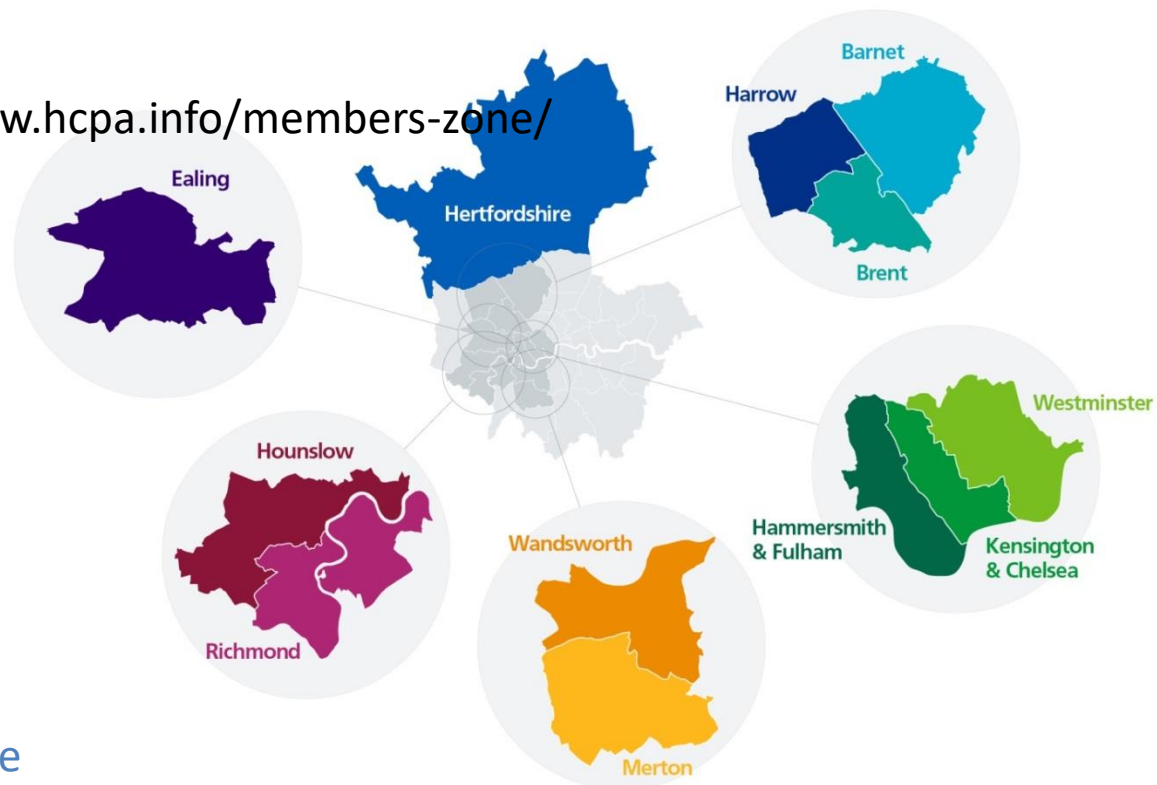 w.hcpa.info/members-zone/
Barnet
Harrow
Brent
Ealing
Hertfordshire
Westminster
Hammersmith
& Fulham
Kensington
& Chelsea
Hounslow
Richmond
Wandsworth
Merton
e